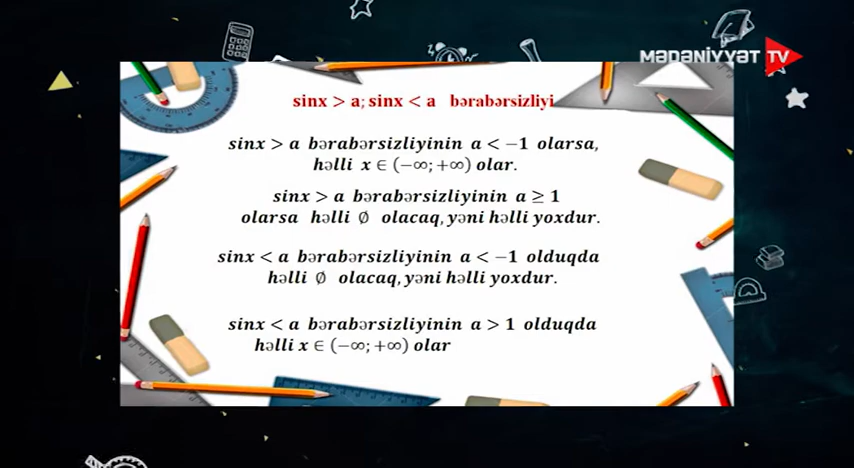 MƏDƏNİYYƏT TV
sinx > a; sinx < a bərabərsizliyi
sinx > a bərabərsizliyinin a < −1 olarsa,
həlli x ∈ (−∞; +∞) olar.
sinx > a bərabərsizliyinin a ≥ 1
olarsa həlli ∅ olacaq, yəni həlli yoxdur.
sinx < a bərabərsizliyinin a < −1 olduqda
həlli ∅ olacaq, yəni həlli yoxdur.
sinx < a bərabərsizliyinin a > 1 olduqda
həlli x ∈ (−∞; +∞) olar